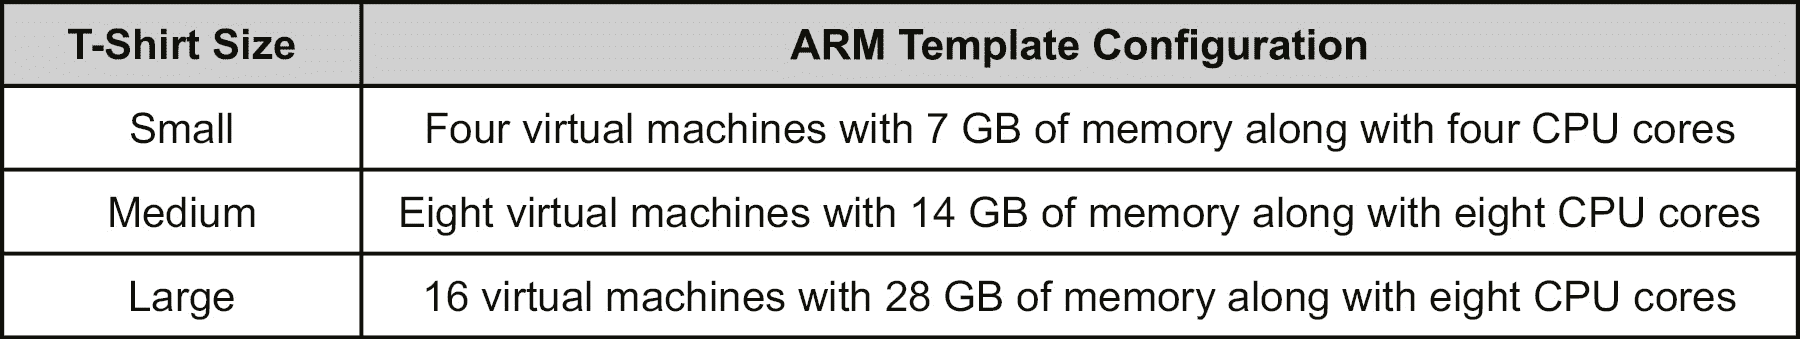 T-Shirt Size ARM Template Configuration
Small Four virtual machines with 7 GB of memory along with four CPU cores
Medium Eight virtual machines with 14 GB of memory along with eight CPU cores
Large 16 virtual machines with 28 GB of memory along with eight CPU cores